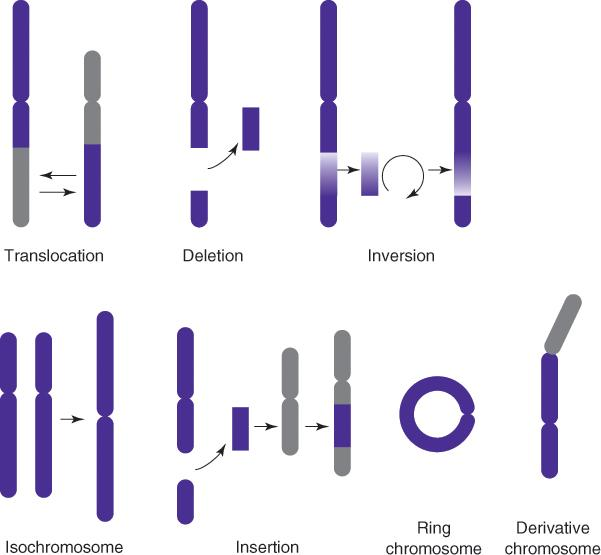 Translocation
Deletion
Inversion
Isochromosome
Insertion
Ring
chromosome
Derivative
chromosome